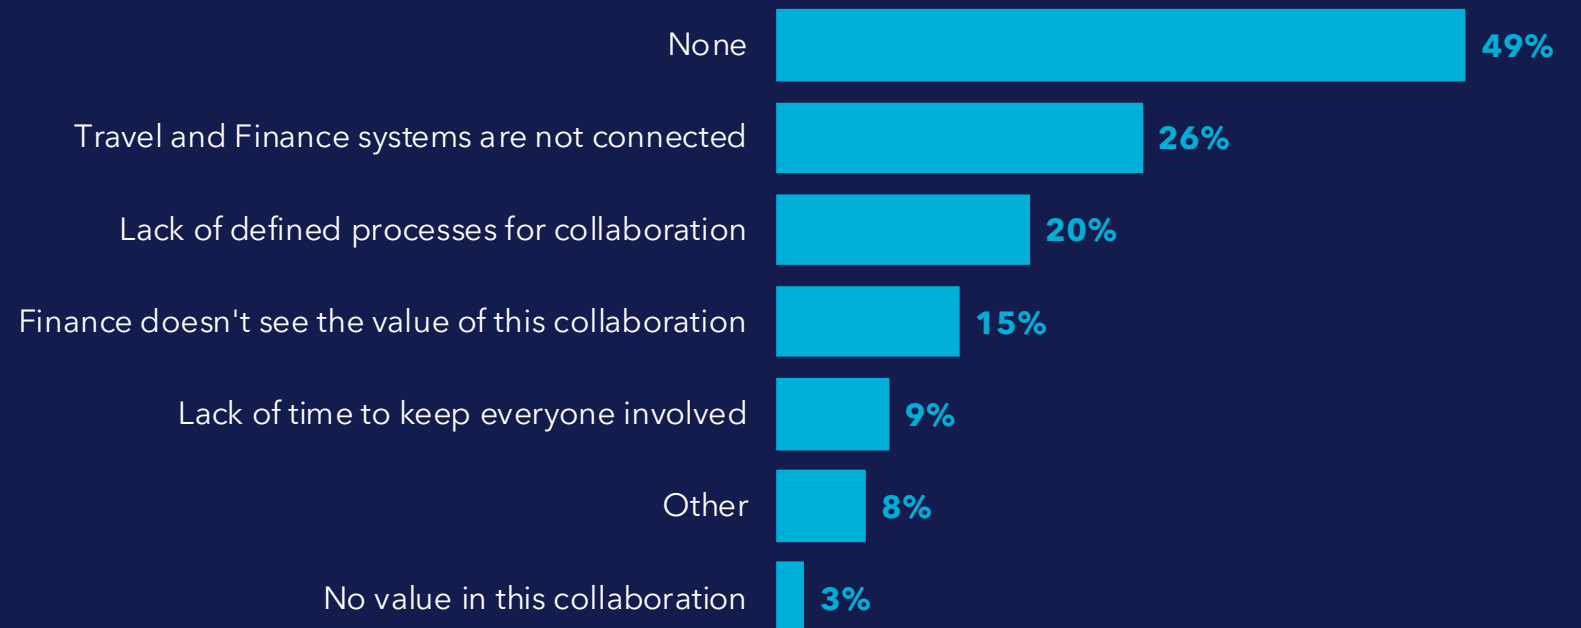 None 49%
Travel and Finance systems are not connected 26%
Lack of defined processes for collaboration 20%
Finance doesn't see the value of this collaboration 15%
Lack of time to keep everyone involved 9%
Other 8%
No value in this collaboration 3%